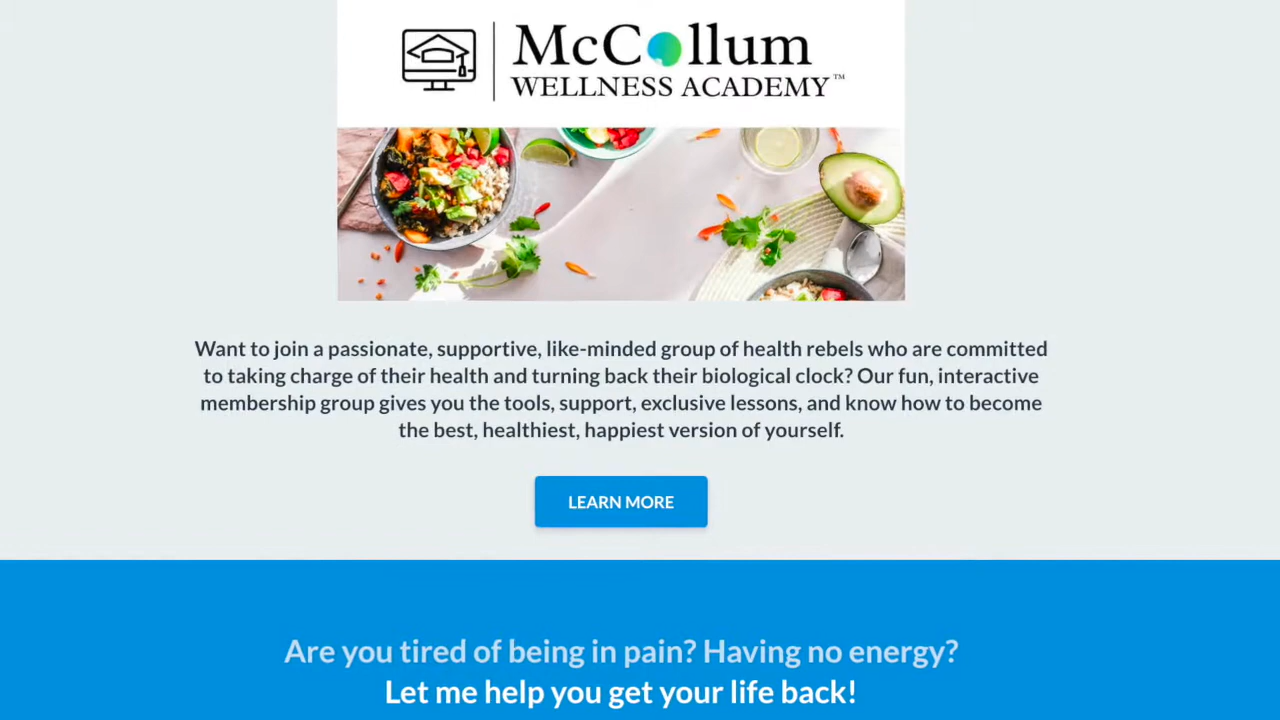 McCollum
WELLNESS ACADEMY™
Want to join a passionate, supportive, like-minded group of health rebels who are committed
to taking charge of their health and turning back their biological clock? Our fun, interactive
membership group gives you the tools, support, exclusive lessons, and know how to become
the best, healthiest, happiest version of yourself.
LEARN MORE
Are you tired of being in pain? Having no energy?
Let me help you get your life back!